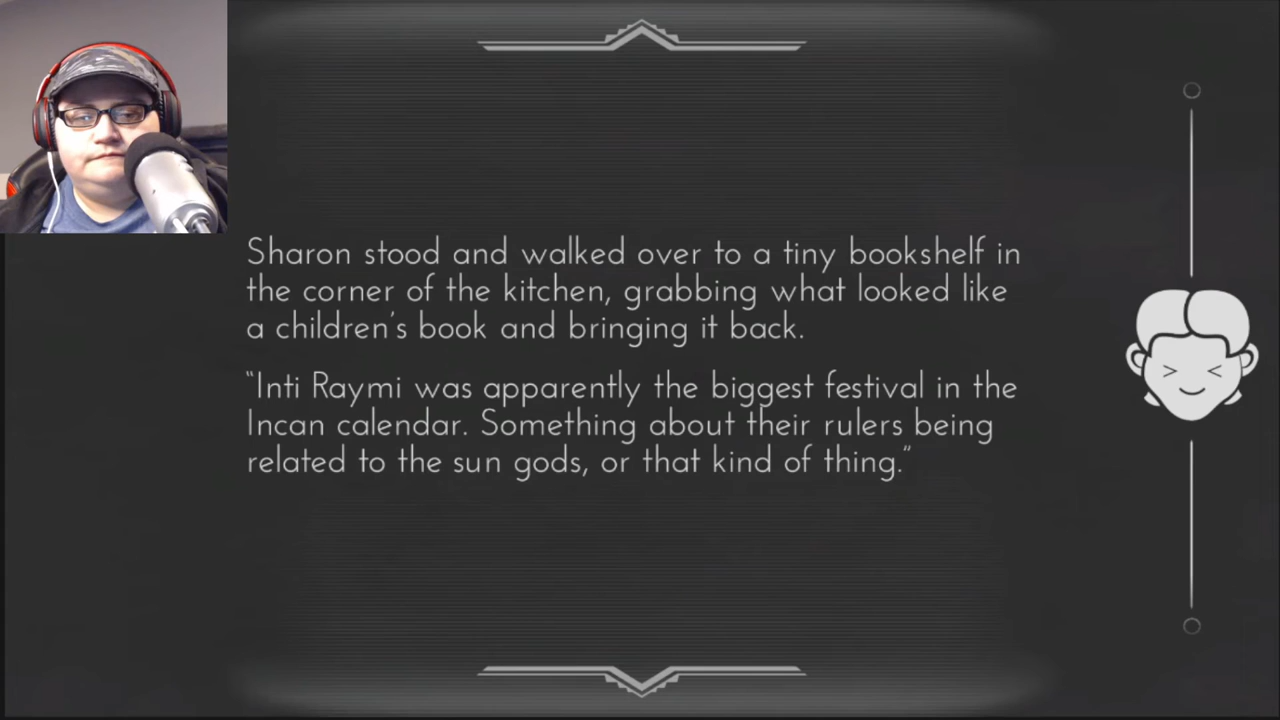 Sharon stood and walked over to a tiny bookshelf in
the corner of the kitchen, grabbing what looked like
a children's book and bringing it back.
“Inti Raymi was apparently the biggest festival in the
Incan calendar. Something about their rulers being
related to the sun gods, or that kind of thing.”